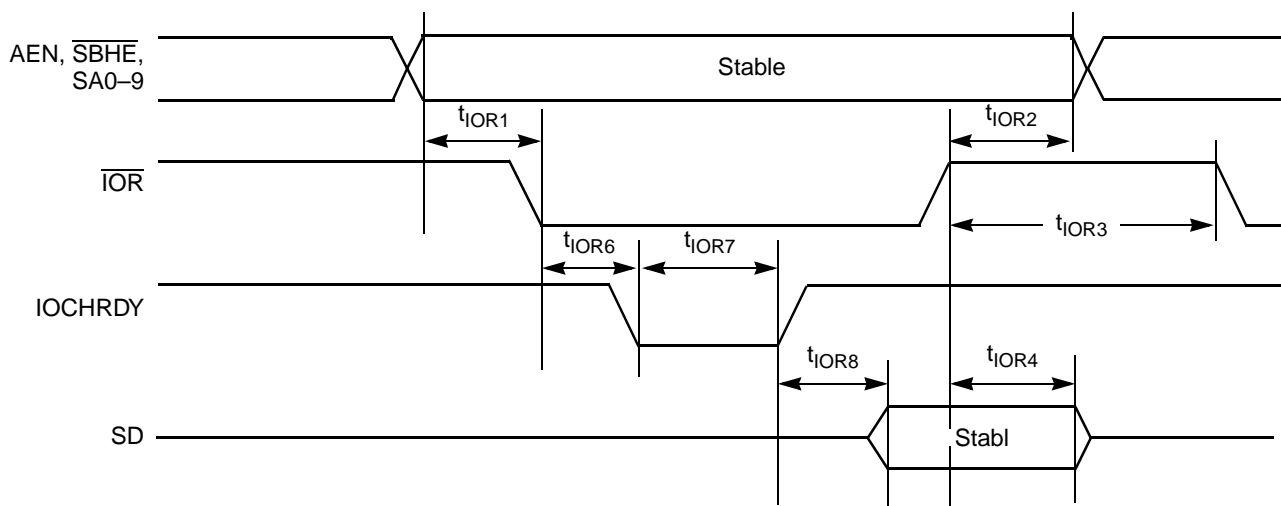 AEN, SBHE,
SA0–9
Stable
tIOR1
tIOR2
IOR
tIOR3
tIOR6
tIOR7
IOCHRDY
tIOR8
tIOR4
SD
Stabl